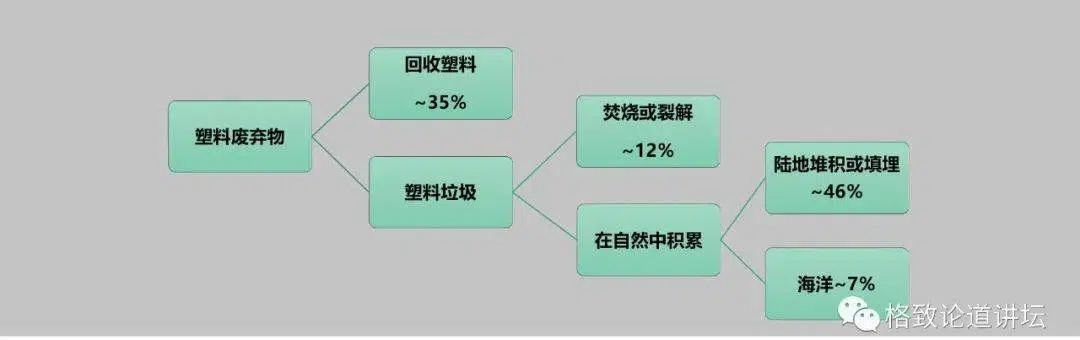 回收塑料
~35%
塑料废弃物
焚烧或裂解
~12%
塑料垃圾
陆地堆积或填埋
~46%
在自然中积累
海洋~7%
格致论道讲坛